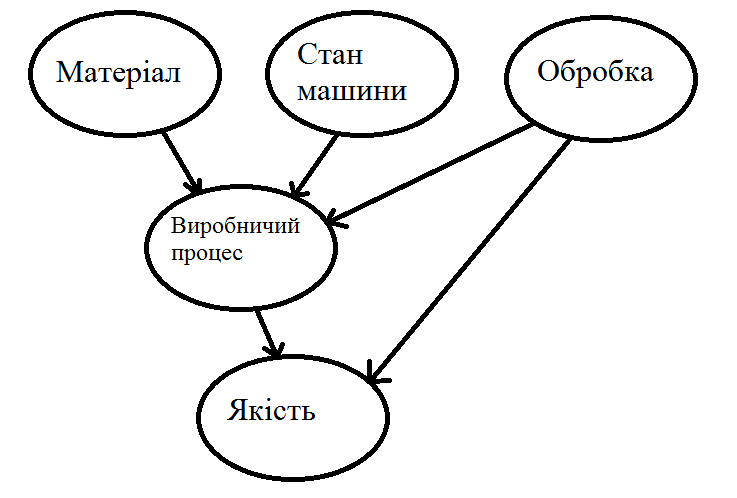 Матеріал
Стан
машини
Обробка
Виробничий
процес
Якість